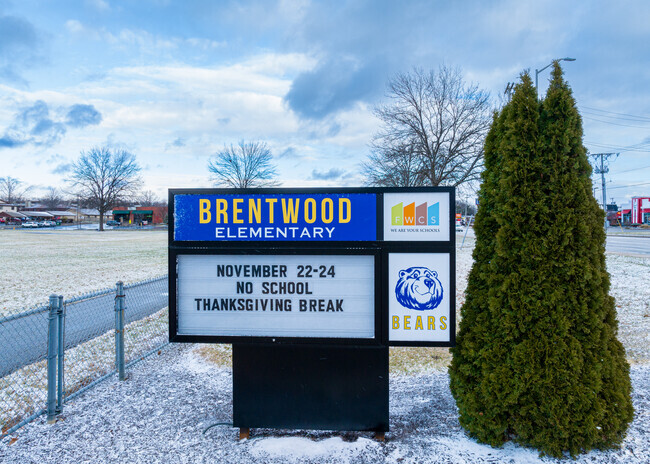 BRENTWOOD
ELEMENTARY
FWCS
WE ARE YOUR SCHOOLS
NOVEMBER 22-24
NO SCHOOL
THANKSGIVING BREAK
BEARS